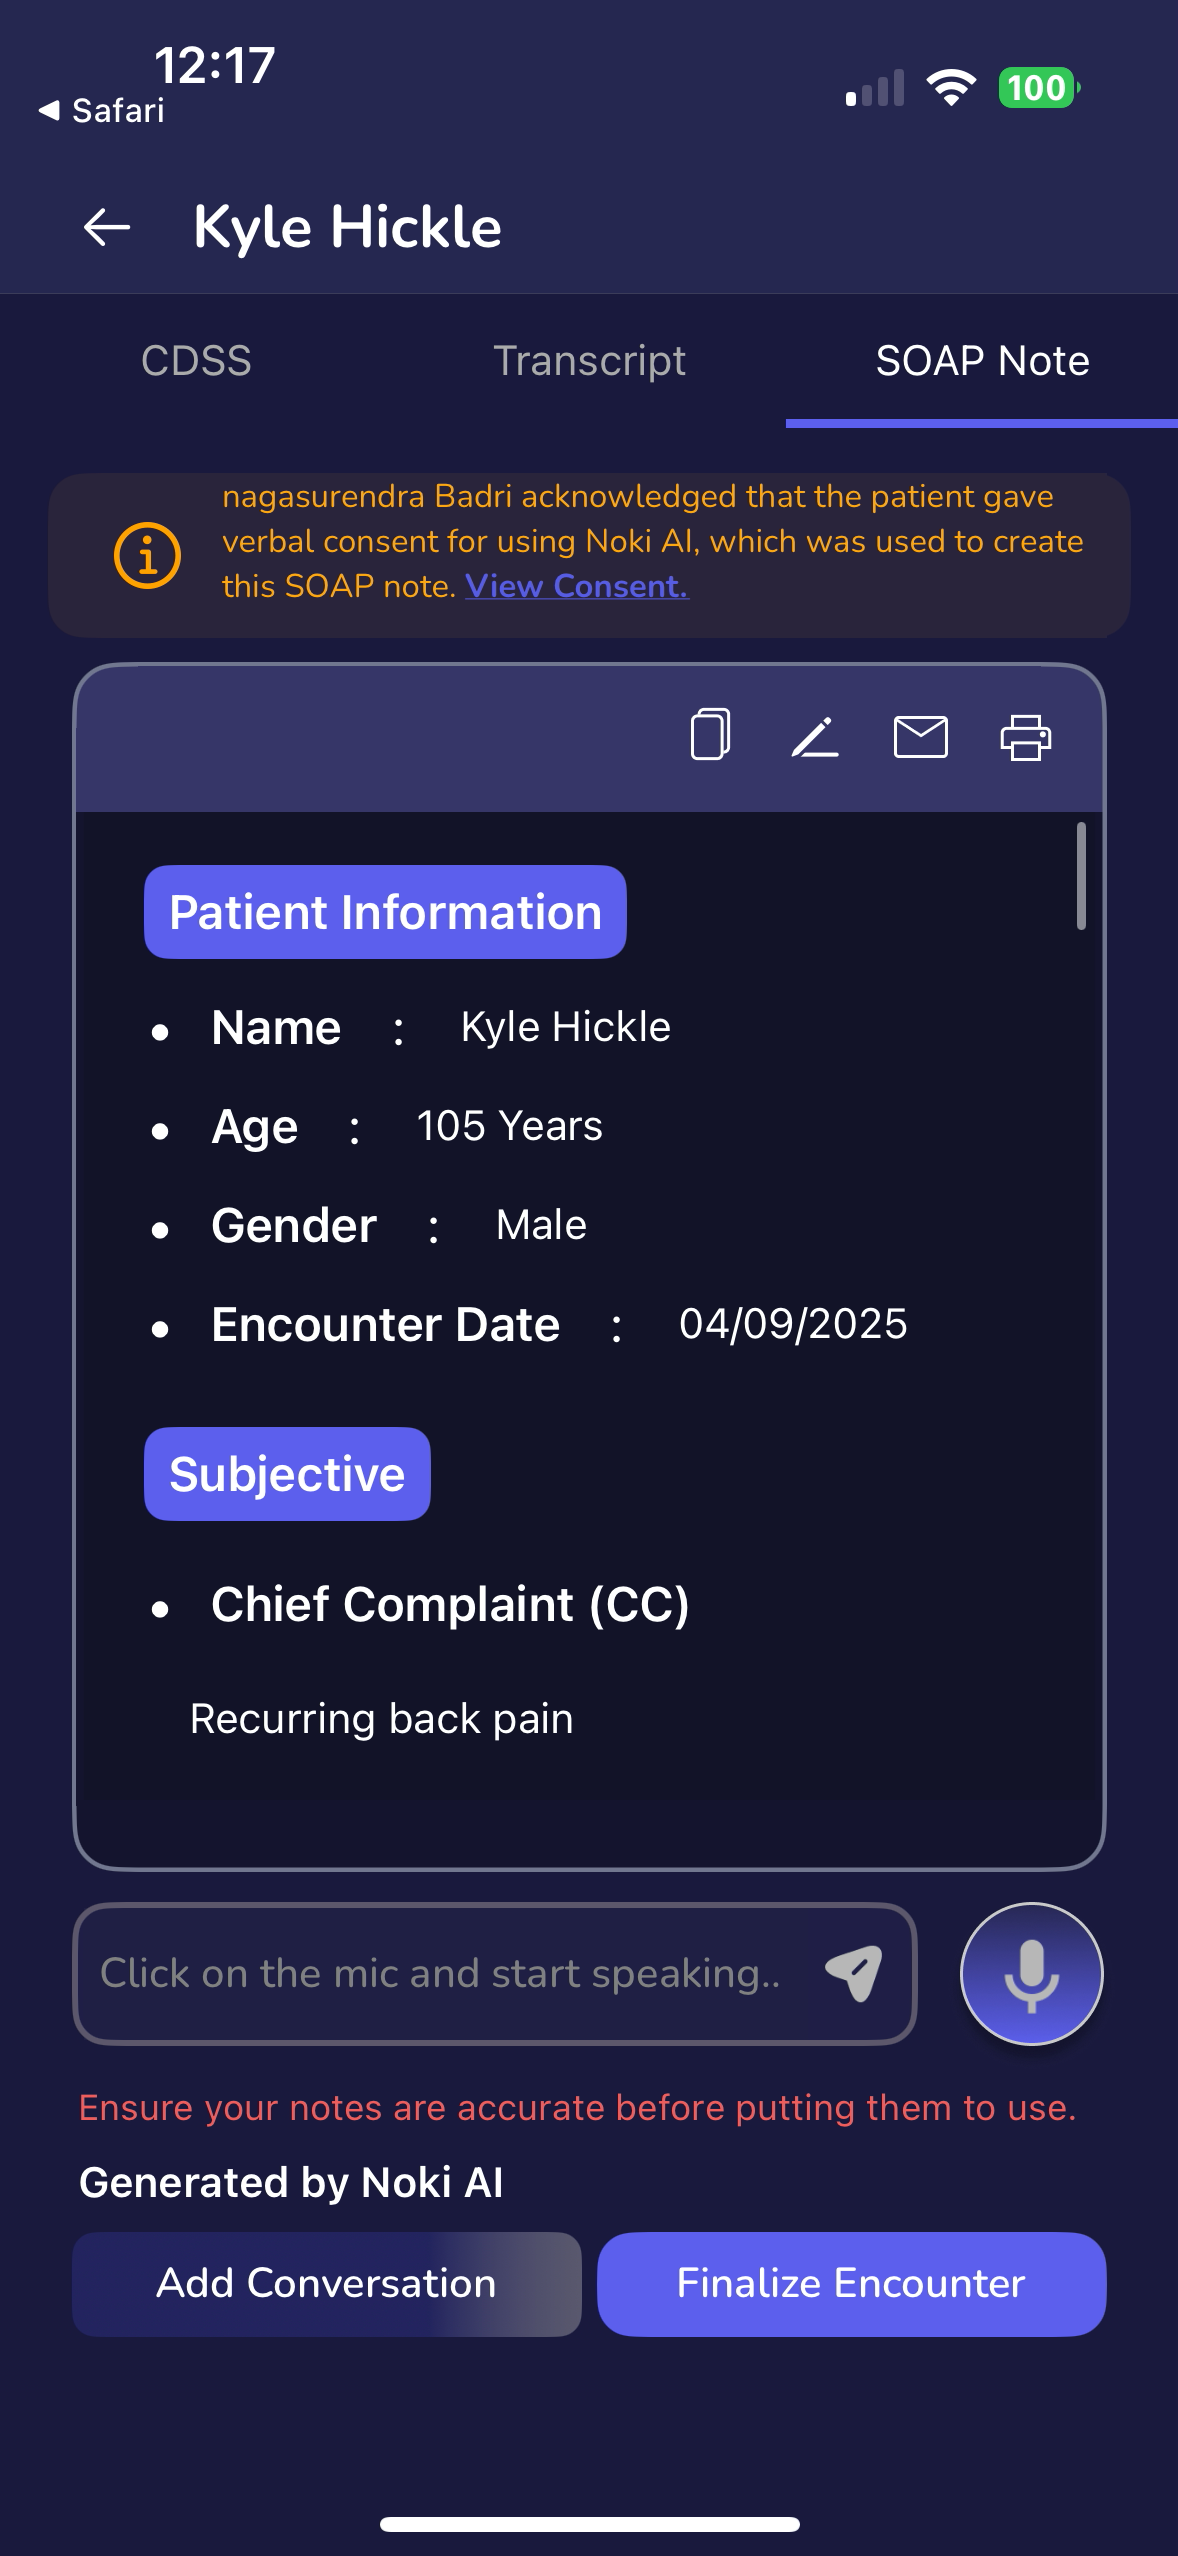 12:17
Safari
100
Kyle Hickle
CDSS Transcript SOAP Note
nagasurendra Badri acknowledged that the patient gave
verbal consent for using Noki AI, which was used to create
this SOAP note. View Consent.
Patient Information
• Name : Kyle Hickle
• Age : 105 Years
• Gender : Male
• Encounter Date : 04/09/2025
Subjective
• Chief Complaint (CC)
Recurring back pain
Click on the mic and start speaking..
Ensure your notes are accurate before putting them to use.
Generated by Noki AI
Add Conversation Finalize Encounter